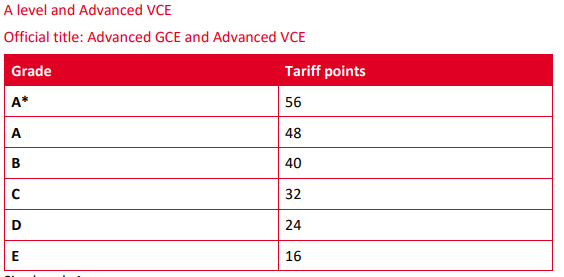 A level and Advanced VCE
Official title: Advanced GCE and Advanced VCE
Grade Tariff points
A* 56
A 48
B 40
C 32
D 24
E 16